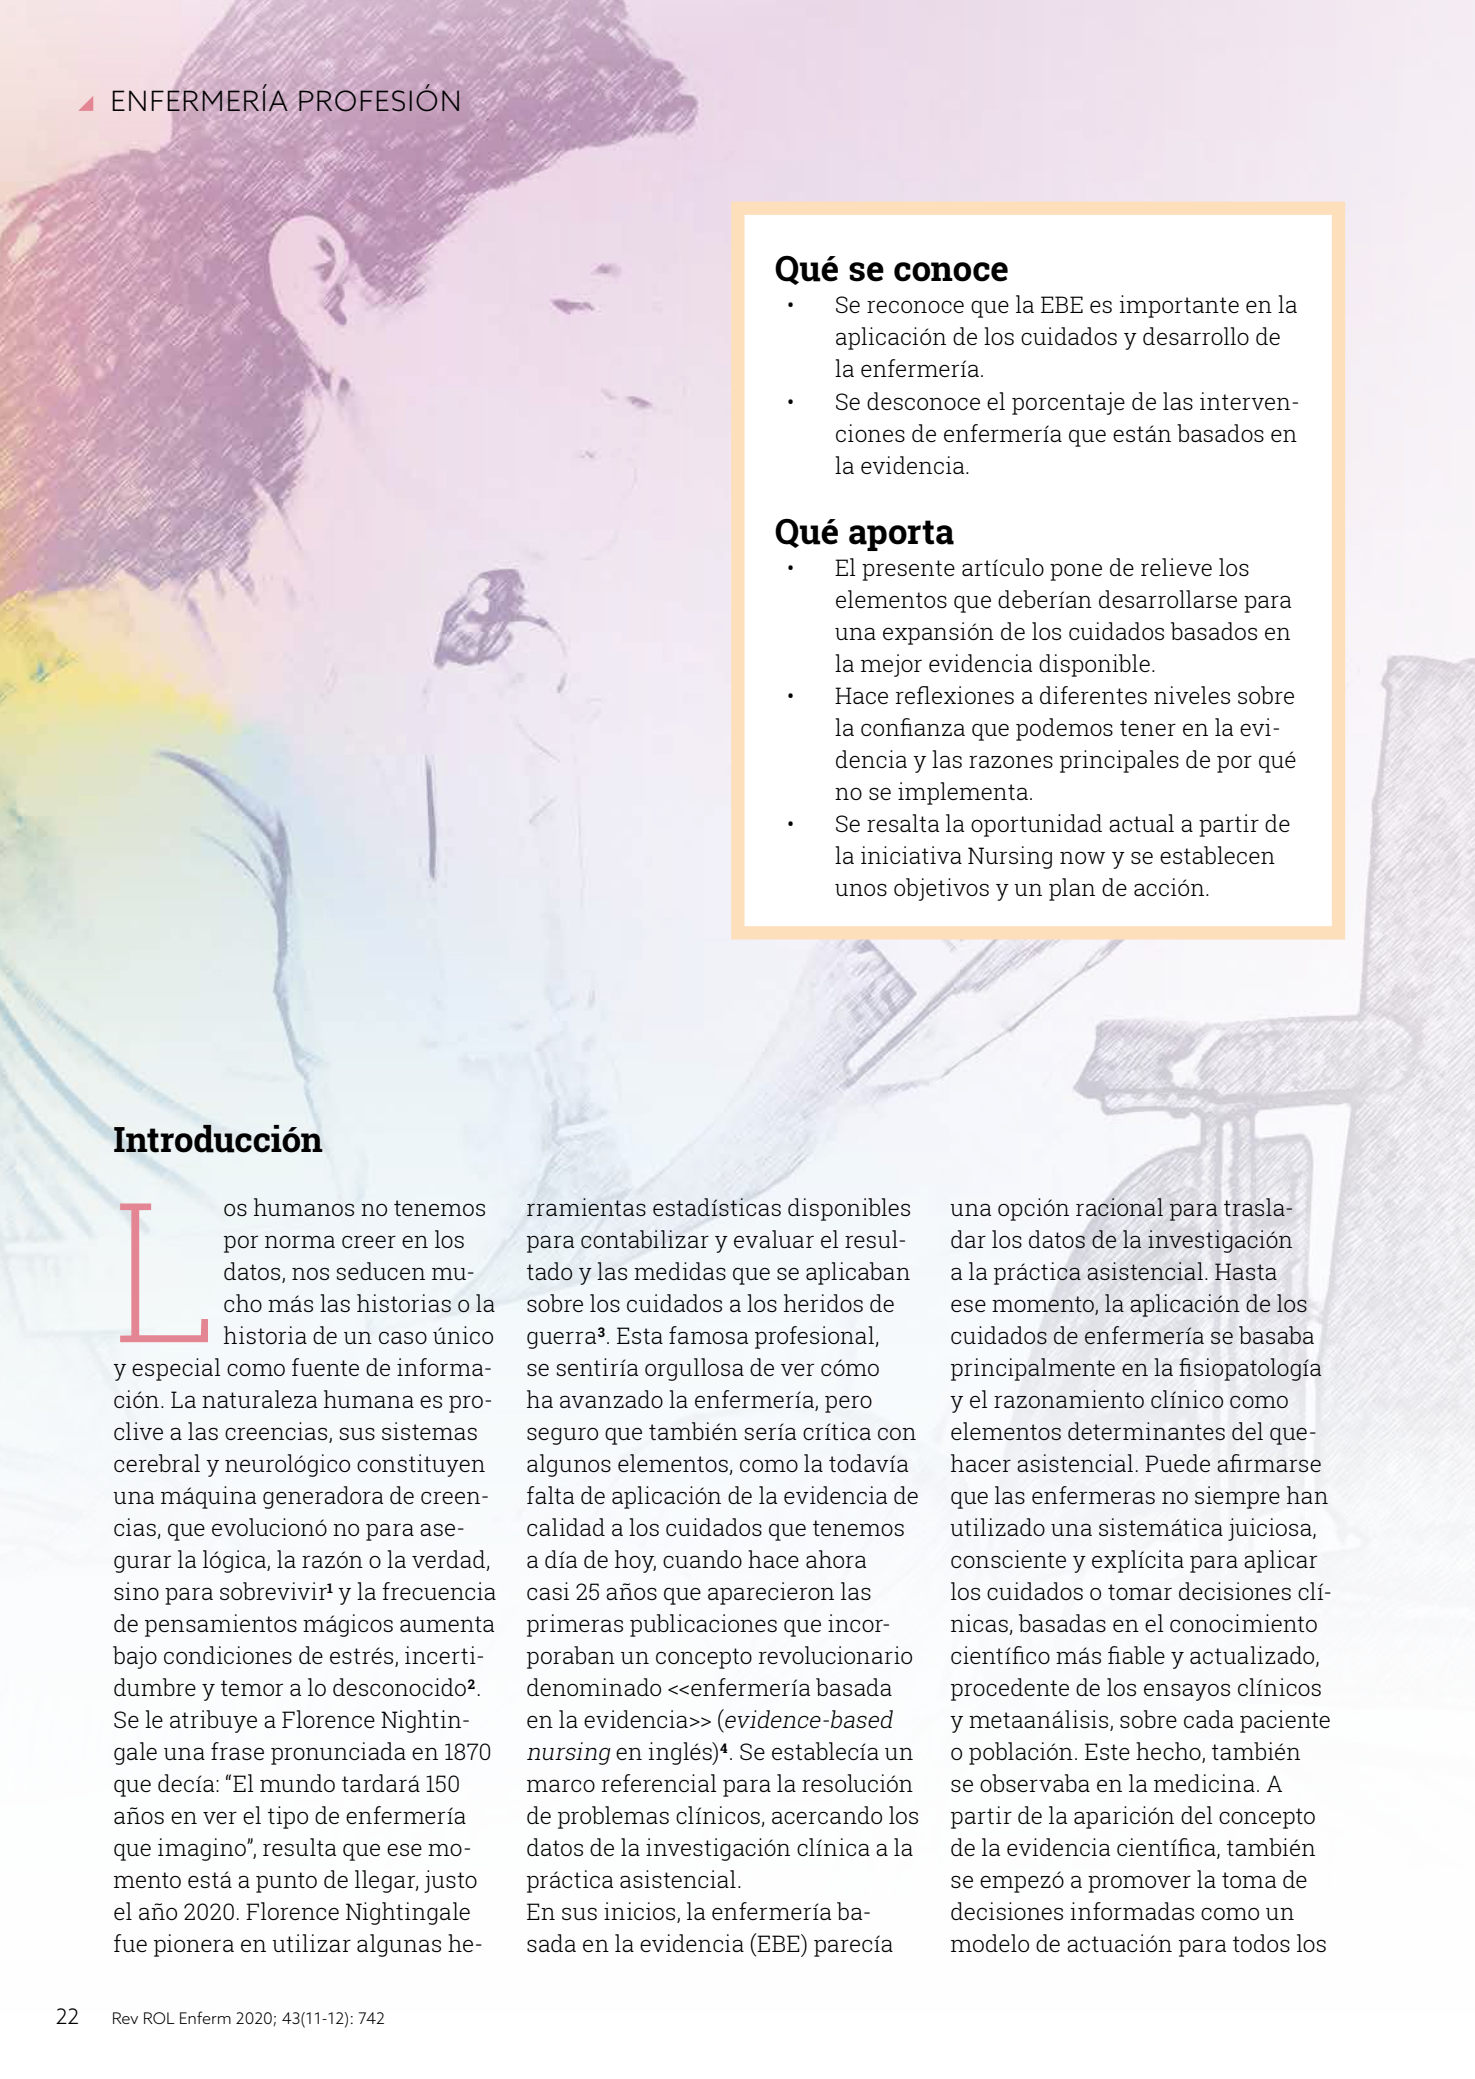 ENFERMERÍA PROFESIÓN
Qué se conoce
• Se reconoce que la EBE es importante en la
aplicación de los cuidados y desarrollo de
la enfermería.
• Se desconoce el porcentaje de las interven-
ciones de enfermería que están basados en
la evidencia.
Qué aporta
• El presente artículo pone de relieve los
elementos que deberían desarrollarse para
una expansión de los cuidados basados en
la mejor evidencia disponible.
• Hace reflexiones a diferentes niveles sobre
la confianza que podemos tener en la evi-
dencia y las razones principales de por qué
no se implementa.
• Se resalta la oportunidad actual a partir de
la iniciativa Nursing now y se establecen
unos objetivos y un plan de acción.
Introducción
Los humanos no tenemos
por norma creer en los
datos, nos seducen mu-
cho más las historias o la
historia de un caso único
y especial como fuente de informa-
ción. La naturaleza humana es pro-
clive a las creencias, sus sistemas
cerebral y neurológico constituyen
una máquina generadora de creen-
cias, que evolucionó no para ase-
gurar la lógica, la razón o la verdad,
sino para sobrevivir¹ y la frecuencia
de pensamientos mágicos aumenta
bajo condiciones de estrés, incerti-
dumbre y temor a lo desconocido².
Se le atribuye a Florence Nightin-
gale una frase pronunciada en 1870
que decía: “El mundo tardará 150
años en ver el tipo de enfermería
que imagino”, resulta que ese mo-
mento está a punto de llegar, justo
el año 2020. Florence Nightingale
fue pionera en utilizar algunas he-
rramientas estadísticas disponibles
para contabilizar y evaluar el resul-
tado y las medidas que se aplicaban
sobre los cuidados a los heridos de
guerra³. Esta famosa profesional,
se sentiría orgullosa de ver cómo
ha avanzado la enfermería, pero
seguro que también sería crítica con
algunos elementos, como la todavía
falta de aplicación de la evidencia de
calidad a los cuidados que tenemos
a día de hoy, cuando hace ahora
casi 25 años que aparecieron las
primeras publicaciones que incor-
poraban un concepto revolucionario
denominado <<enfermería basada
en la evidencia>> (evidence-based
nursing en inglés)⁴. Se establecía un
marco referencial para la resolución
de problemas clínicos, acercando los
datos de la investigación clínica a la
práctica asistencial.
En sus inicios, la enfermería ba-
sada en la evidencia (EBE) parecía
una opción racional para trasla-
dar los datos de la investigación
a la práctica asistencial. Hasta
ese momento, la aplicación de los
cuidados de enfermería se basaba
principalmente en la fisiopatología
y el razonamiento clínico como
elementos determinantes del que-
hacer asistencial. Puede afirmarse
que las enfermeras no siempre han
utilizado una sistemática juiciosa,
consciente y explícita para aplicar
los cuidados o tomar decisiones clí-
nicas, basadas en el conocimiento
científico más fiable y actualizado,
procedente de los ensayos clínicos
y metaanálisis, sobre cada paciente
o población. Este hecho, también
se observaba en la medicina. A
partir de la aparición del concepto
de la evidencia científica, también
se empezó a promover la toma de
decisiones informadas como un
modelo de actuación para todos los
22 Rev ROL Enferm 2020; 43(11-12): 742